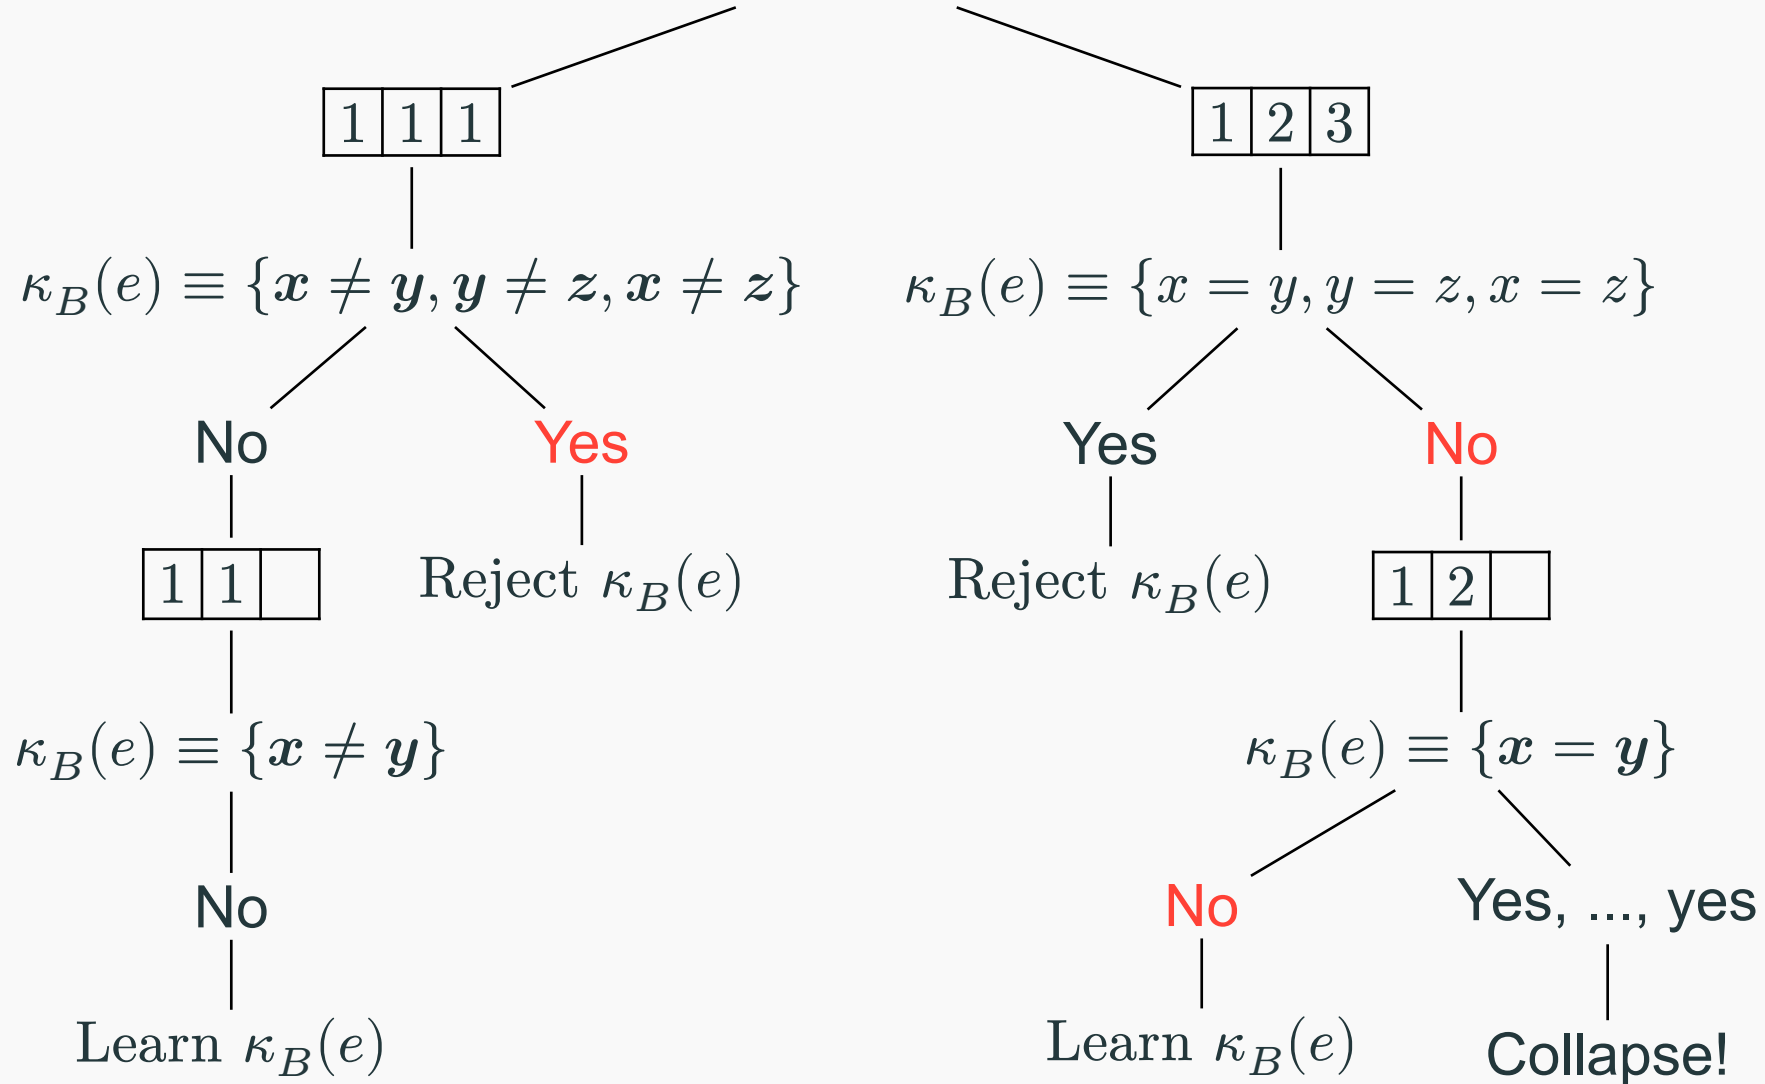 1 1 1
1 2 3
κ_B(e) ≡ {x ≠ y, y ≠ z, x ≠ z}
κ_B(e) ≡ {x = y, y = z, x = z}
No
Yes
Yes
No
1 1
Reject κ_B(e)
Reject κ_B(e)
1 2
κ_B(e) ≡ {x ≠ y}
κ_B(e) ≡ {x = y}
No
No
Yes, ..., yes
Learn κ_B(e)
Learn κ_B(e)
Collapse!